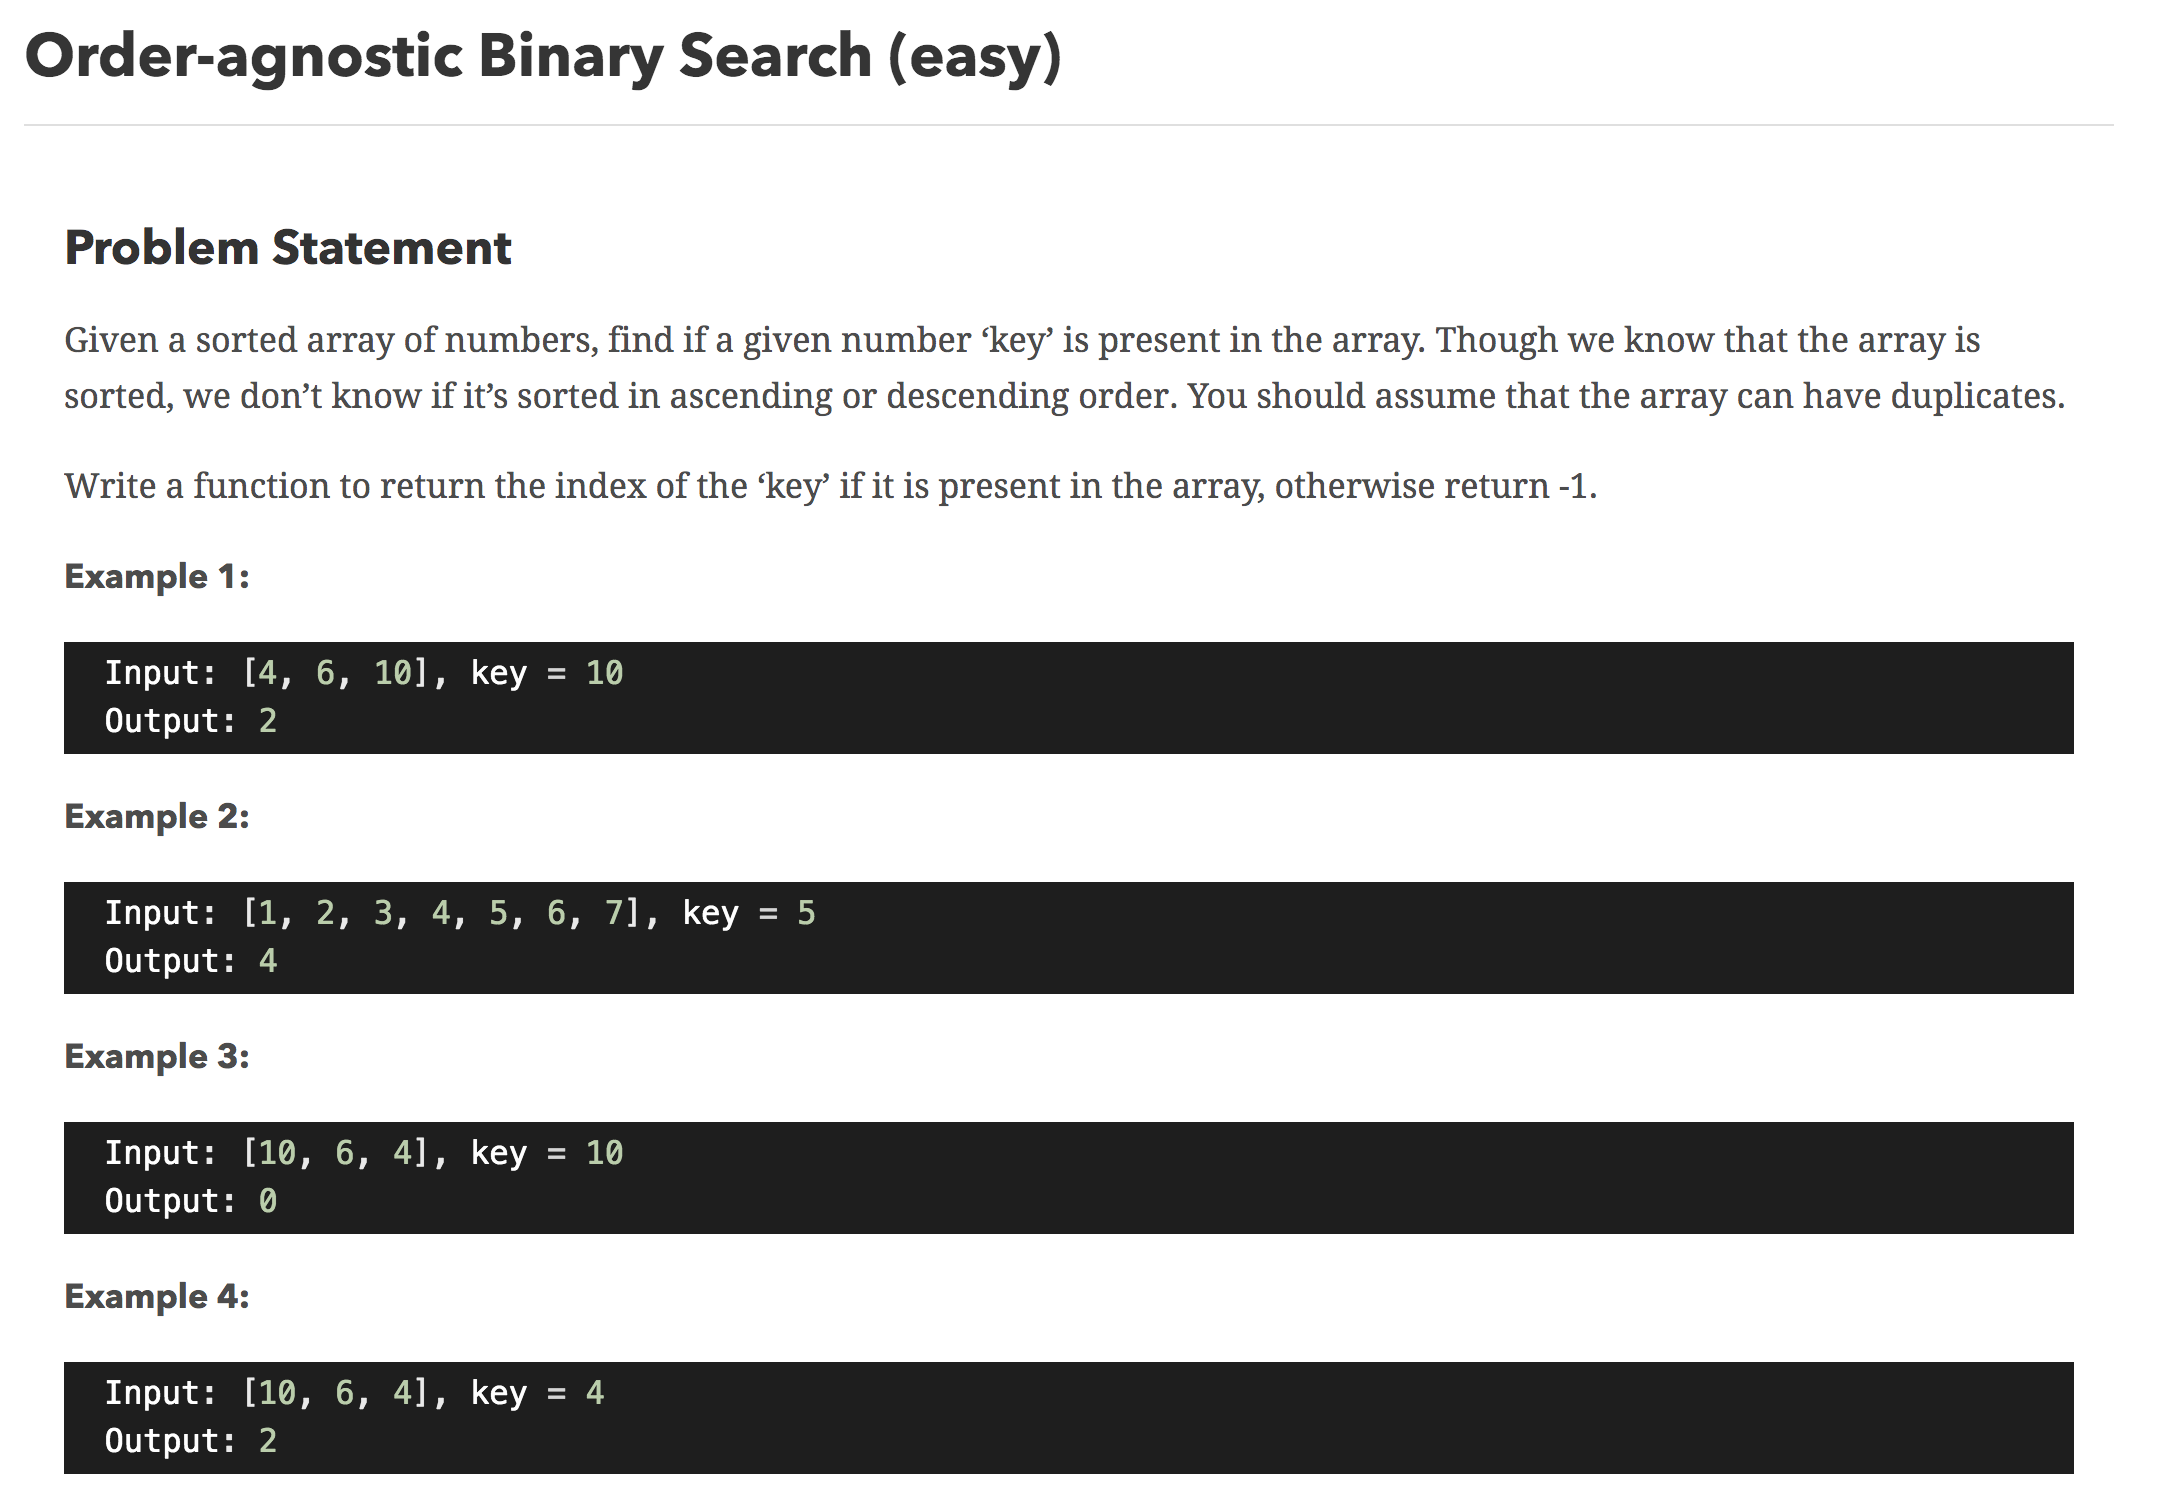 Order-agnostic Binary Search (easy)
Problem Statement
Given a sorted array of numbers, find if a given number ‘key’ is present in the array. Though we know that the array is
sorted, we don’t know if it’s sorted in ascending or descending order. You should assume that the array can have duplicates.
Write a function to return the index of the ‘key’ if it is present in the array, otherwise return -1.
Example 1:
Input: [4, 6, 10], key = 10
Output: 2
Example 2:
Input: [1, 2, 3, 4, 5, 6, 7], key = 5
Output: 4
Example 3:
Input: [10, 6, 4], key = 10
Output: 0
Example 4:
Input: [10, 6, 4], key = 4
Output: 2